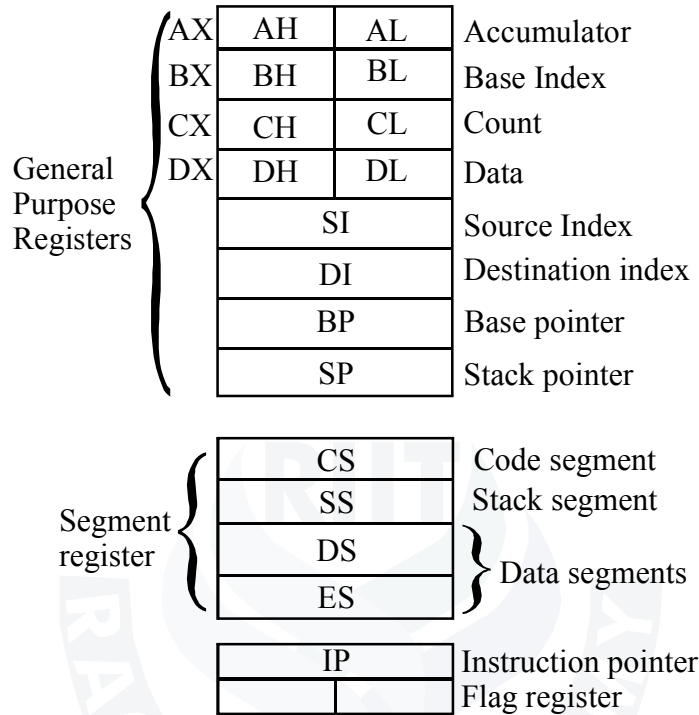 AX AH AL Accumulator
BX BH BL Base Index
CX CH CL Count
DX DH DL Data
General
Purpose
Registers
SI Source Index
DI Destination index
BP Base pointer
SP Stack pointer
CS Code segment
SS Stack segment
Segment
register
DS
Data segments
ES
IP Instruction pointer
Flag register
RIIT